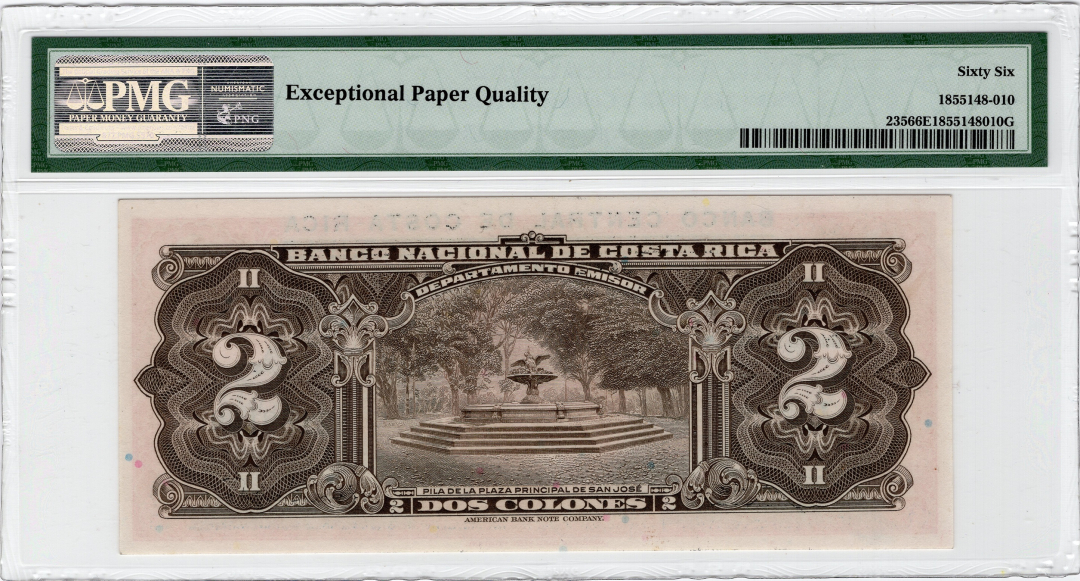 PMG
PAPER MONEY GUARANTY
NUMISMATIC
PNG
Exceptional Paper Quality
Sixty Six
1855148-010
23566E1855148010G
BANCO CENTRAL DE COSTA RICA
BANCO NACIONAL DE COSTA RICA
DEPARTAMENTO EMISOR
II II
2 2
II II
PILA DE LA PLAZA PRINCIPAL DE SAN JOSÉ
2 DOS COLONES 2
AMERICAN BANK NOTE COMPANY.